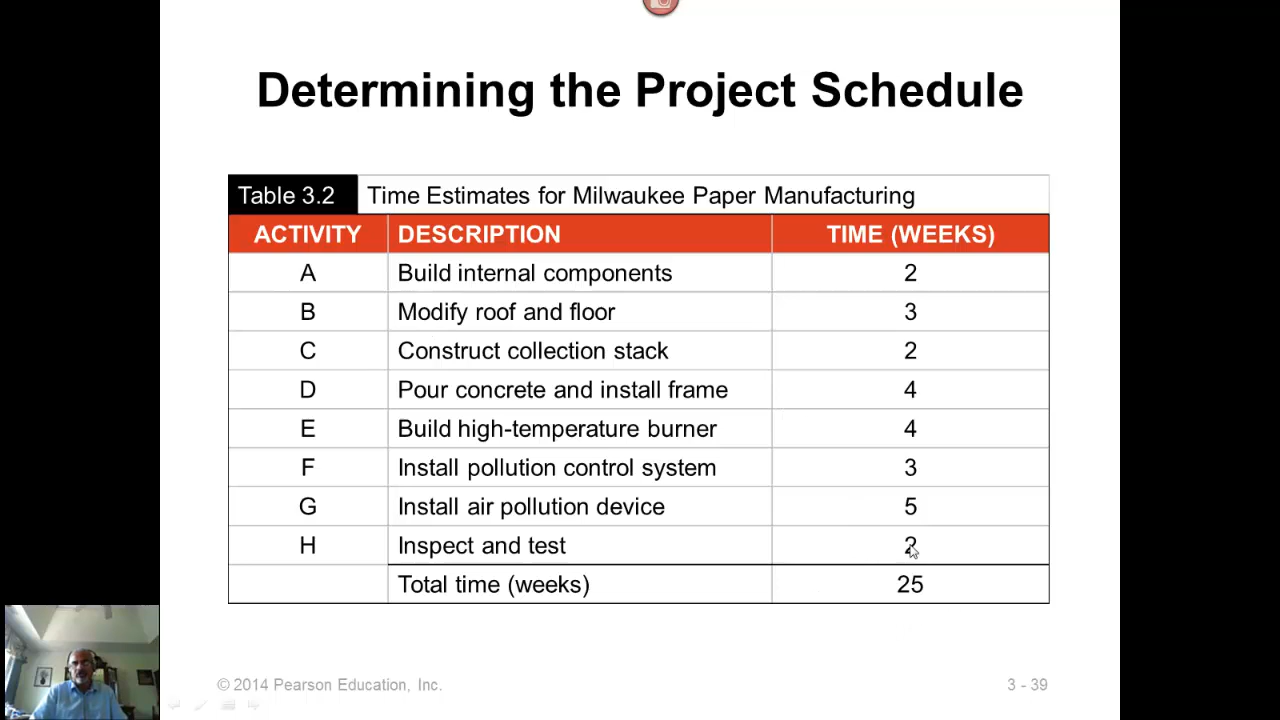 Determining the Project Schedule
Table 3.2 Time Estimates for Milwaukee Paper Manufacturing
ACTIVITY DESCRIPTION TIME (WEEKS)
A Build internal components 2
B Modify roof and floor 3
C Construct collection stack 2
D Pour concrete and install frame 4
E Build high-temperature burner 4
F Install pollution control system 3
G Install air pollution device 5
H Inspect and test 2
Total time (weeks) 25
© 2014 Pearson Education, Inc. 3 - 39